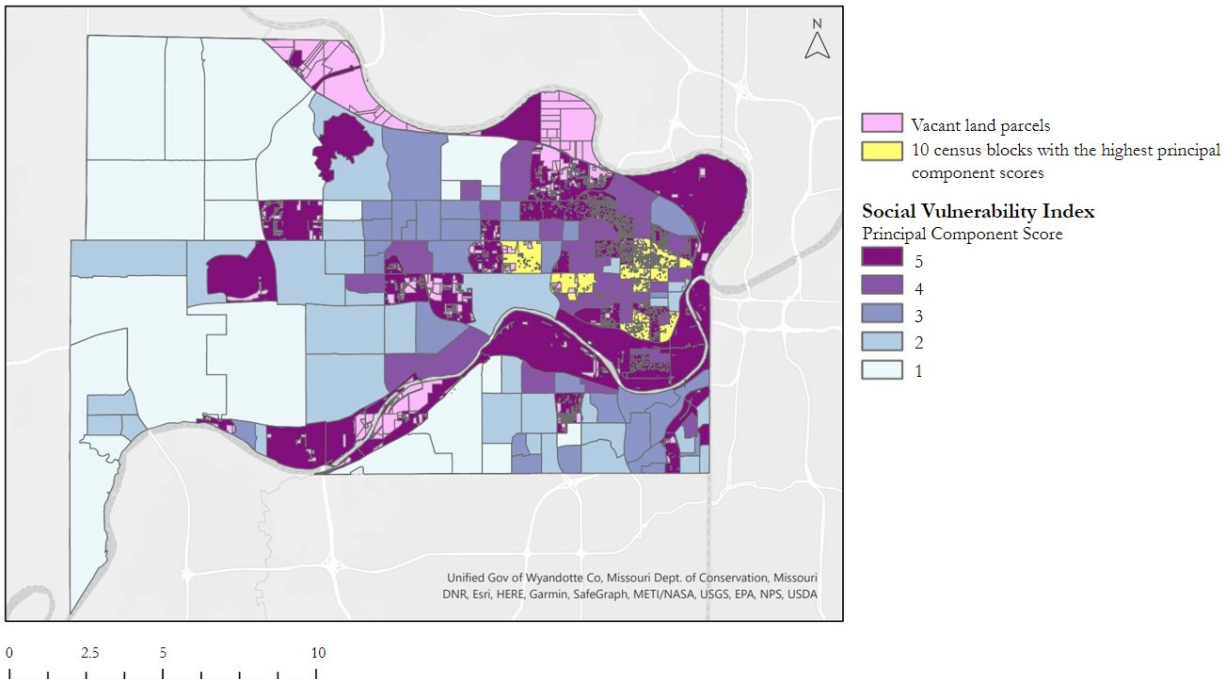 N
Vacant land parcels
10 census blocks with the highest principal
component scores
Social Vulnerability Index
Principal Component Score
5
4
3
2
1
Unified Gov of Wyandotte Co, Missouri Dept. of Conservation, Missouri
DNR, Esri, HERE, Garmin, SafeGraph, METI/NASA, USGS, EPA, NPS, USDA
0 2.5 5 10